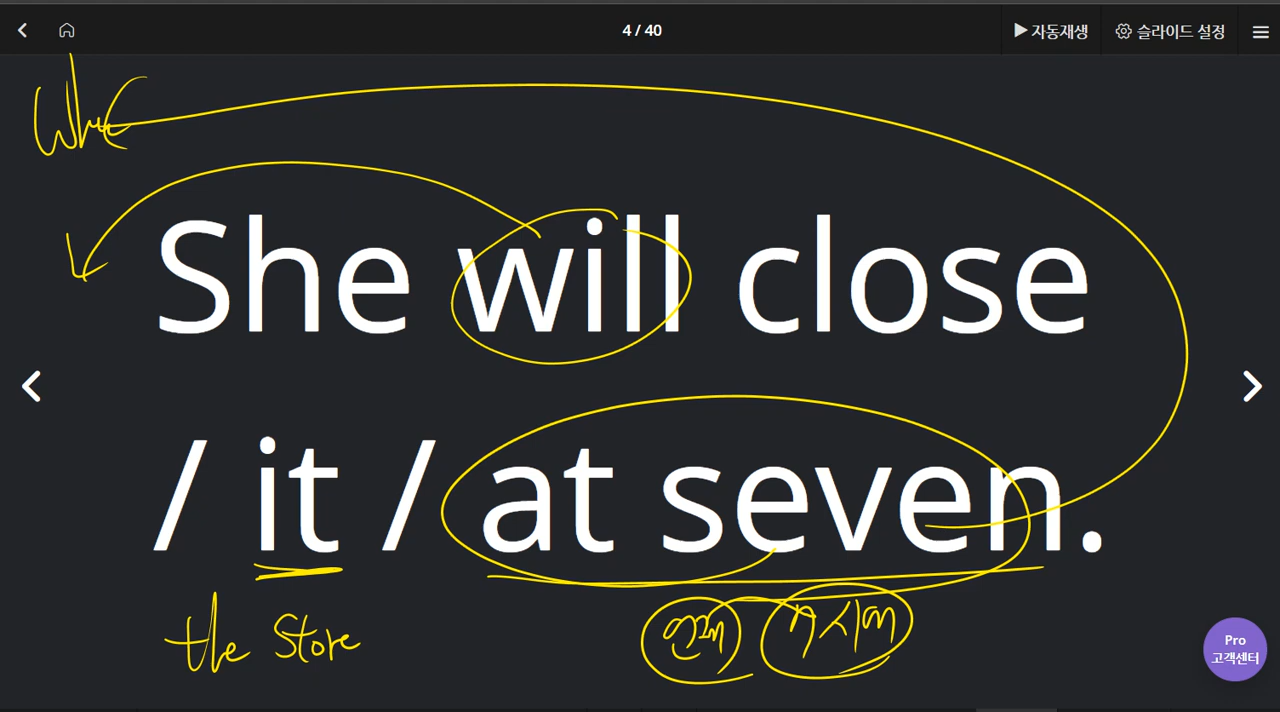 4 / 40
▶ 자동재생
슬라이드 설정
She will close
/ it / at seven.
the Store
언제
7시에
Pro
고객센터